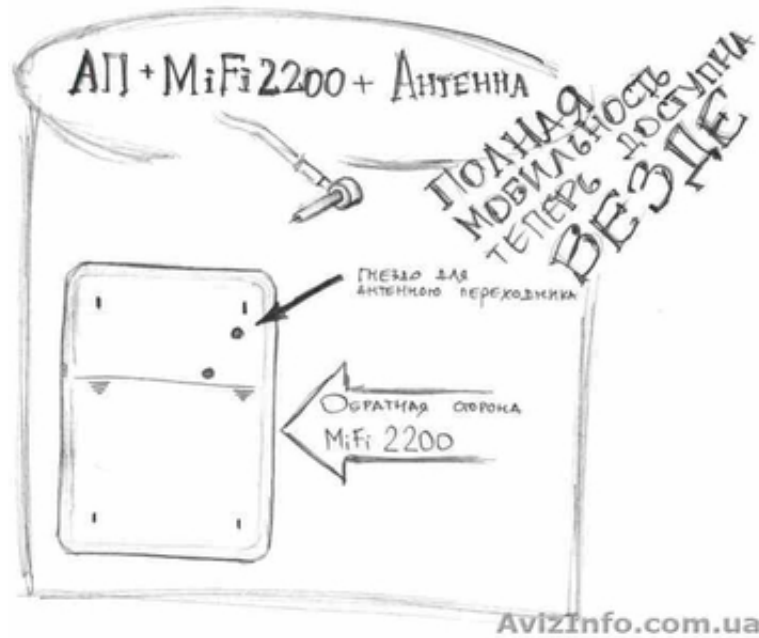 АП + MiFi 2200 + Антенна
ПОЛНАЯ
МОБИЛЬНОСТЬ
ТЕПЕРЬ ДОСТУПНА
ВЕЗДЕ
ГНЕЗДО ДЛЯ
АНТЕННОГО ПЕРЕХОДНИКА
ОБРАТНАЯ СТОРОНА
MiFi 2200
AvizInfo.com.ua